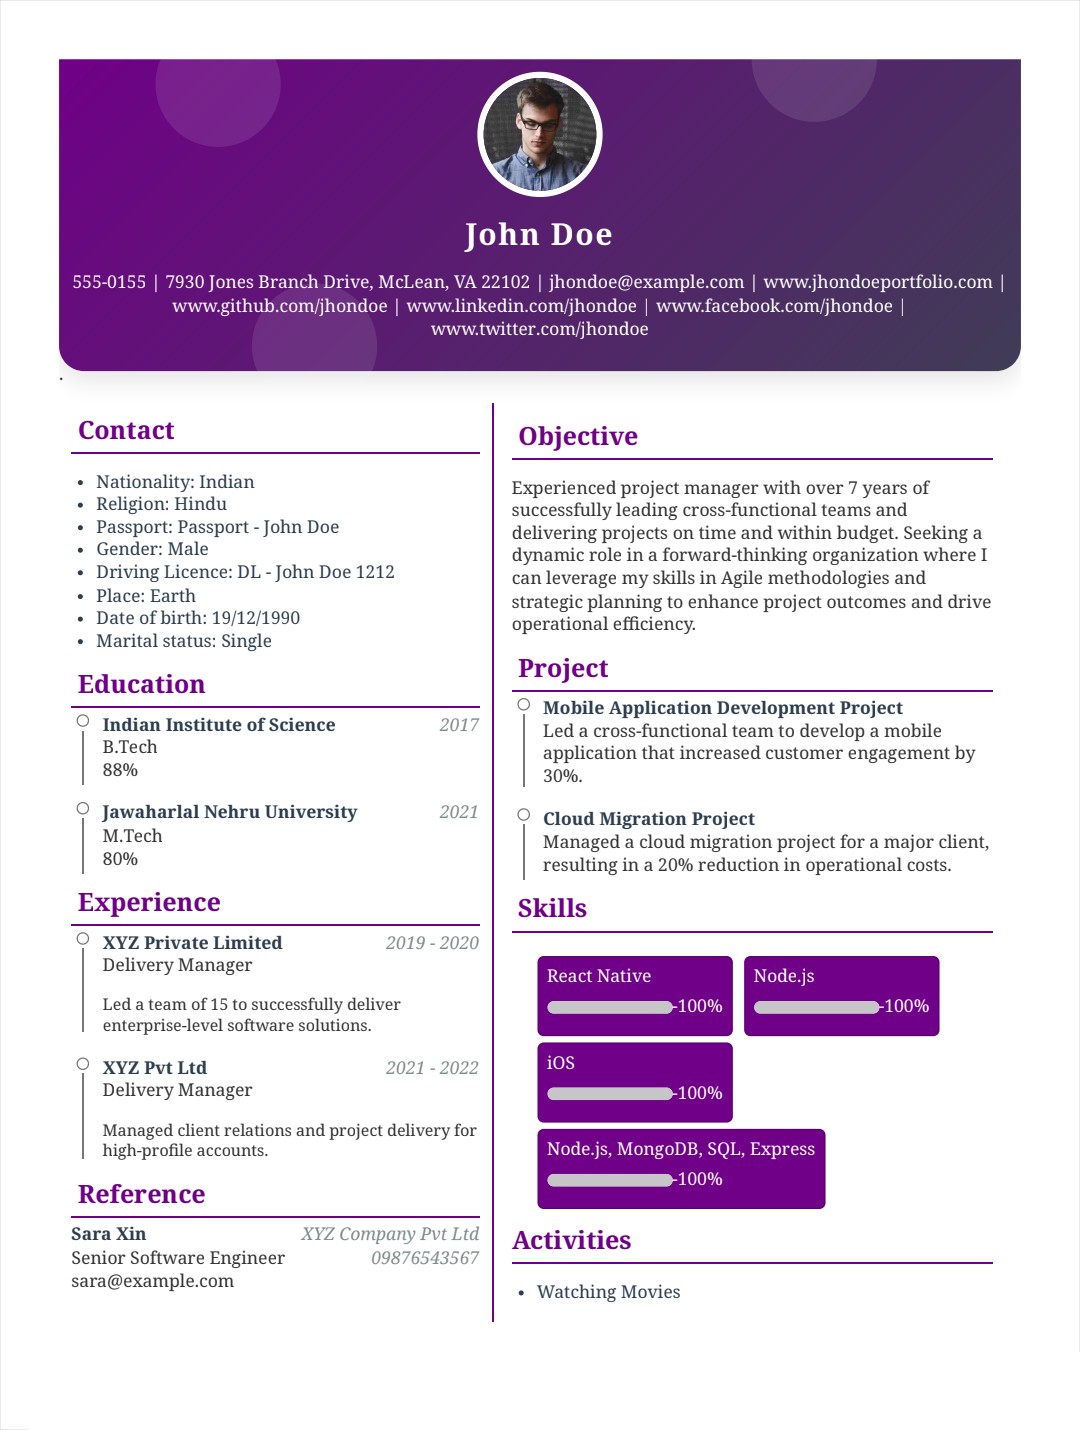 John Doe
555-0155 | 7930 Jones Branch Drive, McLean, VA 22102 | jhondoe@example.com | www.jhondoeportfolio.com |
www.github.com/jhondoe | www.linkedin.com/jhondoe | www.facebook.com/jhondoe |
www.twitter.com/jhondoe
.
Contact
• Nationality: Indian
• Religion: Hindu
• Passport: Passport - John Doe
• Gender: Male
• Driving Licence: DL - John Doe 1212
• Place: Earth
• Date of birth: 19/12/1990
• Marital status: Single
Education
Indian Institute of Science 2017
B.Tech
88%
Jawaharlal Nehru University 2021
M.Tech
80%
Experience
XYZ Private Limited 2019 - 2020
Delivery Manager
Led a team of 15 to successfully deliver
enterprise-level software solutions.
XYZ Pvt Ltd 2021 - 2022
Delivery Manager
Managed client relations and project delivery for
high-profile accounts.
Reference
Sara Xin XYZ Company Pvt Ltd
Senior Software Engineer 09876543567
sara@example.com
Objective
Experienced project manager with over 7 years of
successfully leading cross-functional teams and
delivering projects on time and within budget. Seeking a
dynamic role in a forward-thinking organization where I
can leverage my skills in Agile methodologies and
strategic planning to enhance project outcomes and drive
operational efficiency.
Project
Mobile Application Development Project
Led a cross-functional team to develop a mobile
application that increased customer engagement by
30%.
Cloud Migration Project
Managed a cloud migration project for a major client,
resulting in a 20% reduction in operational costs.
Skills
React Native
-100%
Node.js
-100%
iOS
-100%
Node.js, MongoDB, SQL, Express
-100%
Activities
• Watching Movies